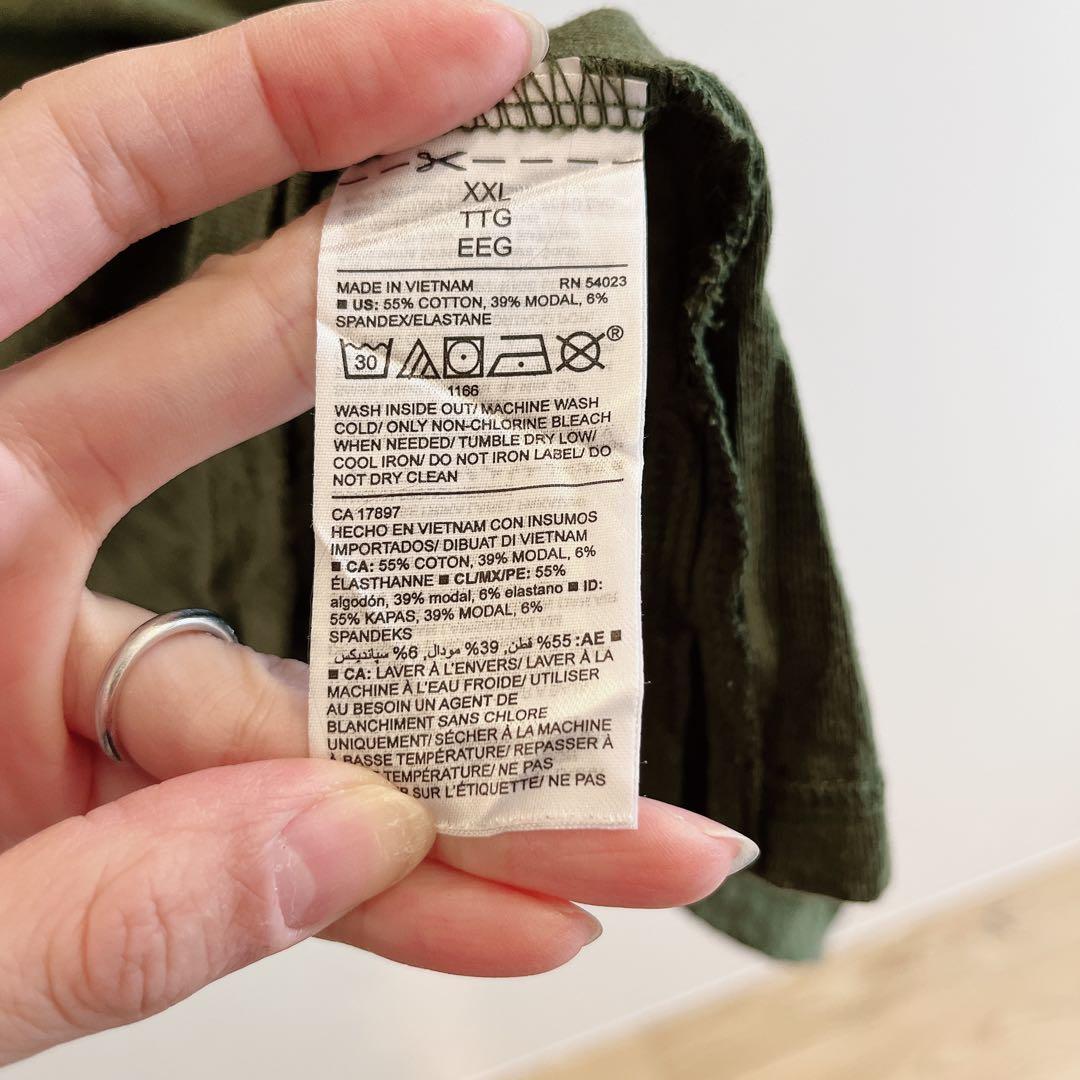 XXL
TTG
EEG
MADE IN VIETNAM RN 54023
■ US: 55% COTTON, 39% MODAL, 6%
SPANDEX/ELASTANE
30 ®
1166
WASH INSIDE OUT/ MACHINE WASH
COLD/ ONLY NON-CHLORINE BLEACH
WHEN NEEDED/ TUMBLE DRY LOW/
COOL IRON/ DO NOT IRON LABEL/ DO
NOT DRY CLEAN
CA 17897
HECHO EN VIETNAM CON INSUMOS
IMPORTADOS/ DIBUAT DI VIETNAM
■ CA: 55% COTON, 39% MODAL, 6%
ÉLASTHANNE ■ CL/MX/PE: 55%
algodón, 39% modal, 6% elastano ■ ID:
55% KAPAS, 39% MODAL, 6%
SPANDEKS
■ AE: 55% قطن, 39% مودال, 6% سپانديكس
■ CA: LAVER À L'ENVERS/ LAVER À LA
MACHINE À L'EAU FROIDE/ UTILISER
AU BESOIN UN AGENT DE
BLANCHIMENT SANS CHLORE
UNIQUEMENT/ SÉCHER À LA MACHINE
À BASSE TEMPÉRATURE/ REPASSER À
TEMPÉRATURE/ NE PAS
SUR L'ÉTIQUETTE/ NE PAS